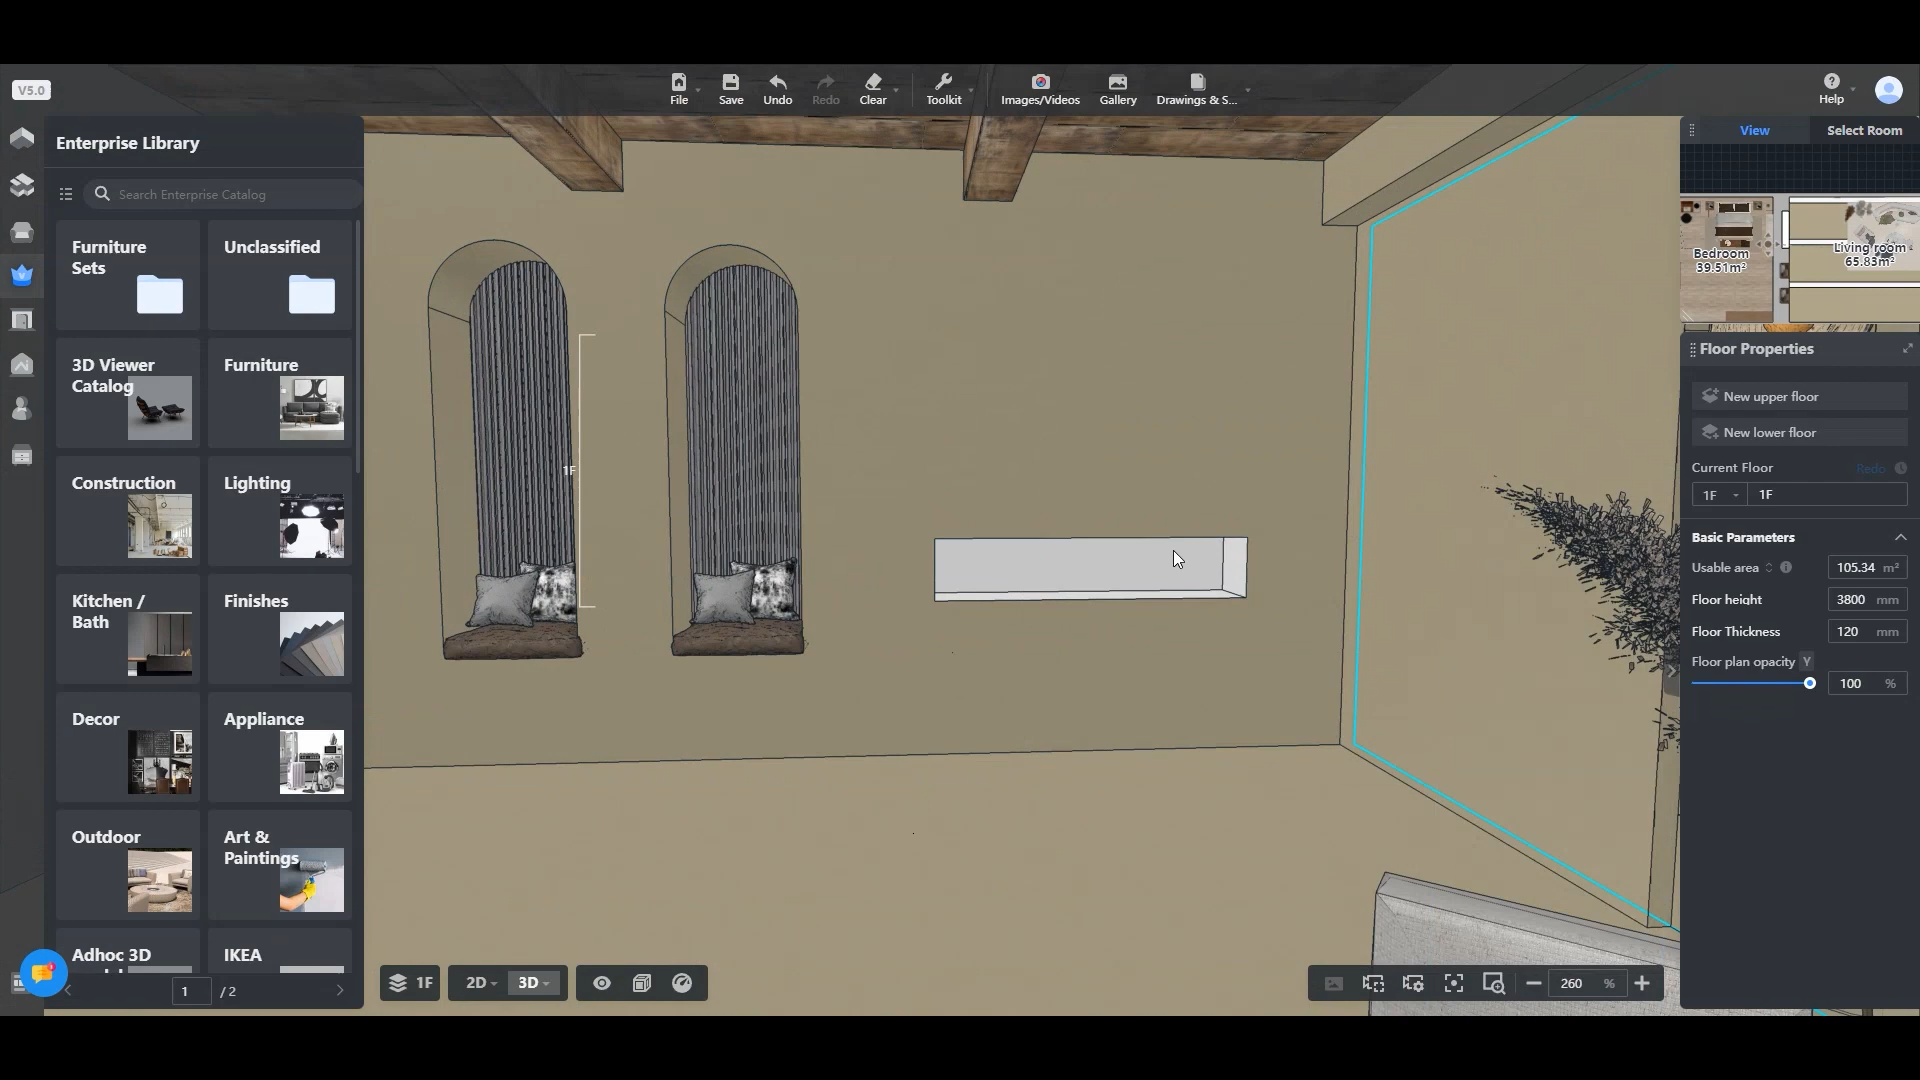 V5.0
File
Save
Undo
Redo
Clear
Toolkit
Images/Videos
Gallery
Drawings & S...
Help
Enterprise Library
Search Enterprise Catalog
Furniture
Sets
Unclassified
3D Viewer
Catalog
Furniture
Construction
Lighting
Kitchen /
Bath
Finishes
Decor
Appliance
Outdoor
Art &
Paintings
Adhoc 3D
IKEA
1 / 2
1F
1F
2D
3D
260 %
View
Select Room
Bedroom
39.51m²
Living room
65.83m²
Floor Properties
New upper floor
New lower floor
Current Floor
Redo
1F
1F
Basic Parameters
Usable area
105.34 m²
Floor height
3800 mm
Floor Thickness
120 mm
Floor plan opacity Y
100 %